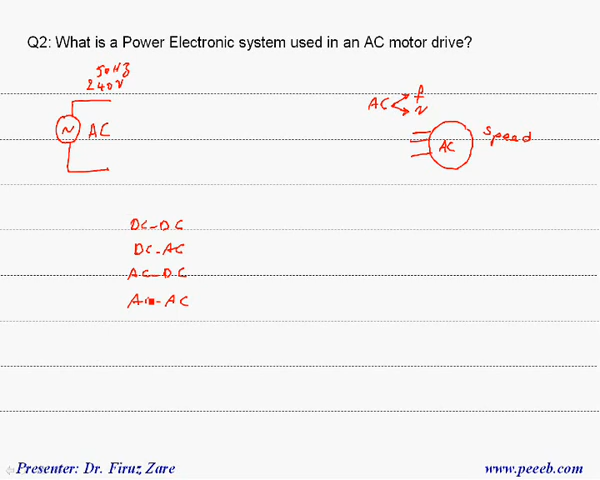 Q2: What is a Power Electronic system used in an AC motor drive?
50Hz
240V
AC
AC f
v
AC
Speed
DC-DC
DC-AC
AC-DC
A-AC
Presenter: Dr. Firuz Zare
www.peeeb.com